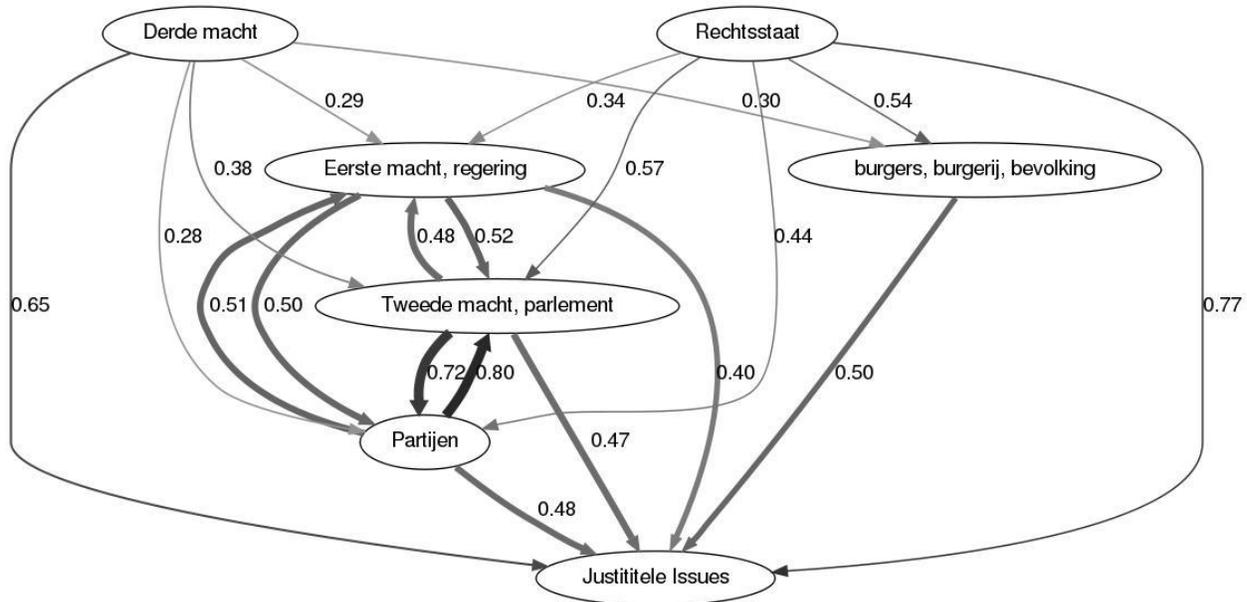 Derde macht
Rechtsstaat
0.29
0.34
0.30
0.54
Eerste macht, regering
burgers, burgerij, bevolking
0.38
0.57
0.28
0.48
0.52
0.44
0.65
0.51
0.50
Tweede macht, parlement
0.77
0.72
0.80
0.40
0.50
Partijen
0.47
0.48
Justititele Issues